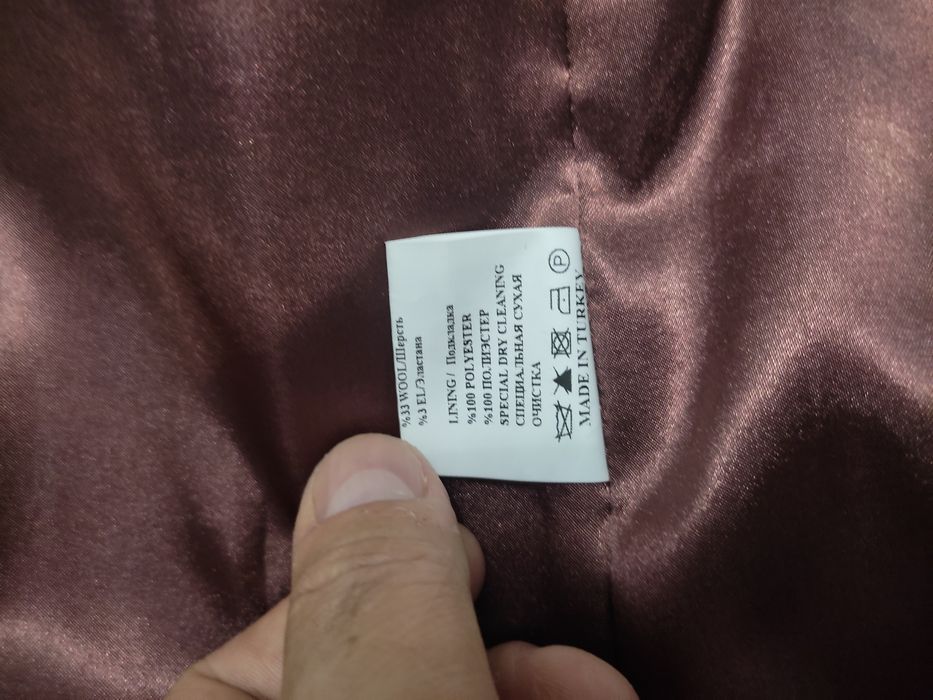 %33 WOOL/Шерсть
%3 EL/Эластана
LINING / Подкладка
%100 POLYESTER
%100 ПОЛИЭСТЕР
SPECIAL DRY CLEANING
СПЕЦИАЛЬНАЯ СУХАЯ
ОЧИСТКА
P
MADE IN TURKEY